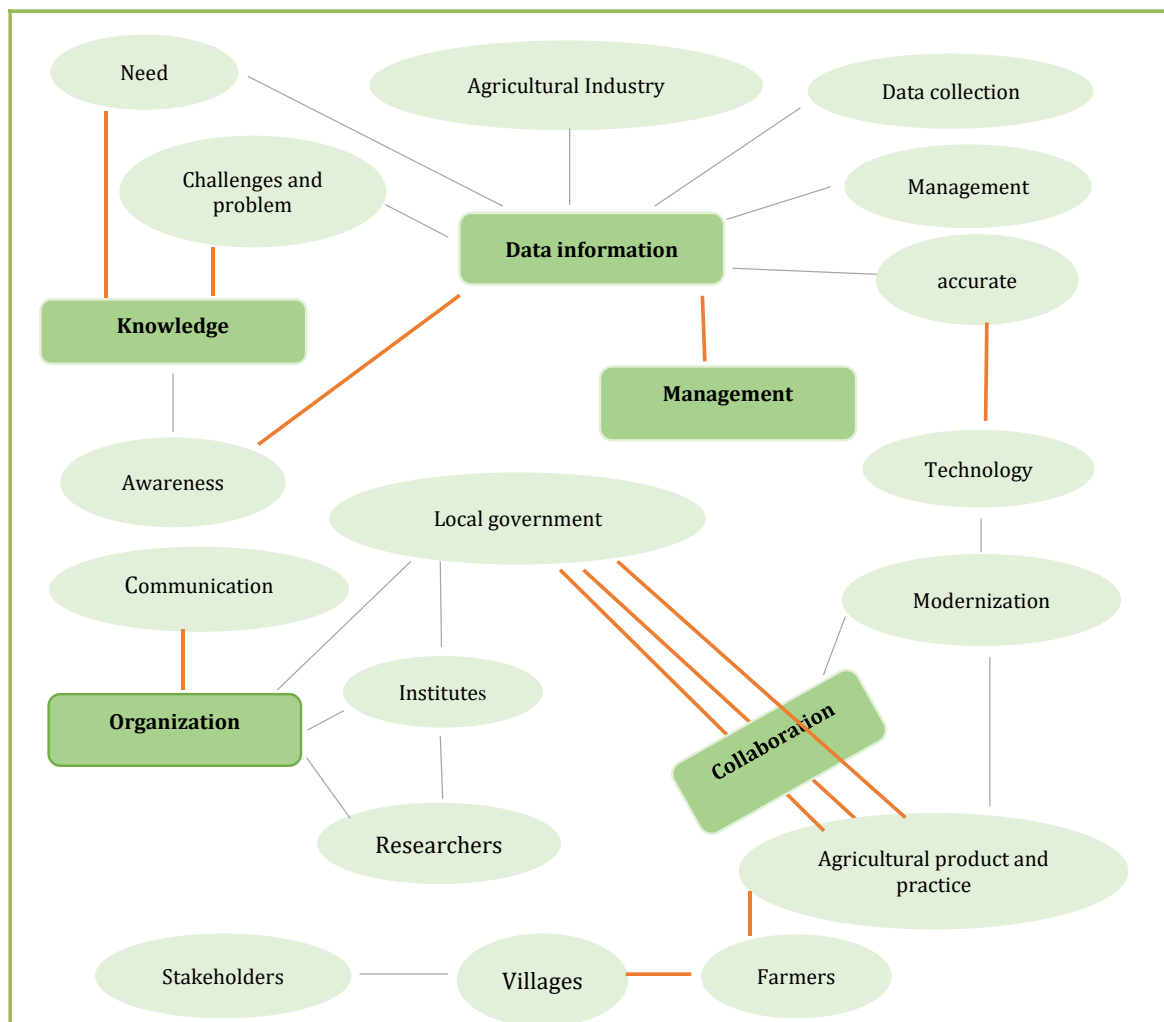 Need
Agricultural Industry
Data collection
Challenges and
problem
Management
Data information
accurate
Knowledge
Management
Awareness
Technology
Local government
Communication
Modernization
Institutes
Organization
Collaboration
Researchers
Agricultural product and
practice
Stakeholders
Villages
Farmers